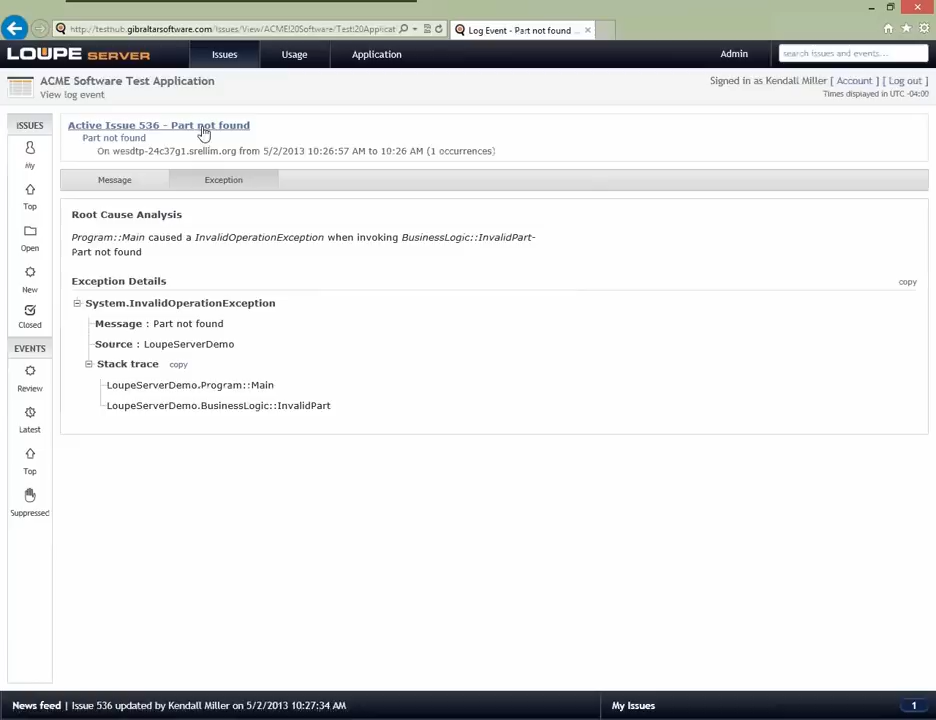 http://testhub.gibraltarsoftware.com/Issues/View/ACME!20Software/Test!20Applicat
Log Event - Part not found ...
LOUPE SERVER
Issues
Usage
Application
Admin
search issues and events...
ACME Software Test Application
View log event
Signed in as Kendall Miller [ Account ] [ Log out ]
Times displayed in UTC -04:00
ISSUES
My
Top
Open
New
Closed
EVENTS
Review
Latest
Top
Suppressed
Active Issue 536 - Part not found
Part not found
On wesdtp-24c37g1.srellim.org from 5/2/2013 10:26:57 AM to 10:26 AM (1 occurrences)
Message
Exception
Root Cause Analysis
Program::Main caused a InvalidOperationException when invoking BusinessLogic::InvalidPart-
Part not found
Exception Details
copy
System.InvalidOperationException
Message : Part not found
Source : LoupeServerDemo
Stack trace copy
LoupeServerDemo.Program::Main
LoupeServerDemo.BusinessLogic::InvalidPart
News feed | Issue 536 updated by Kendall Miller on 5/2/2013 10:27:34 AM
My Issues
1